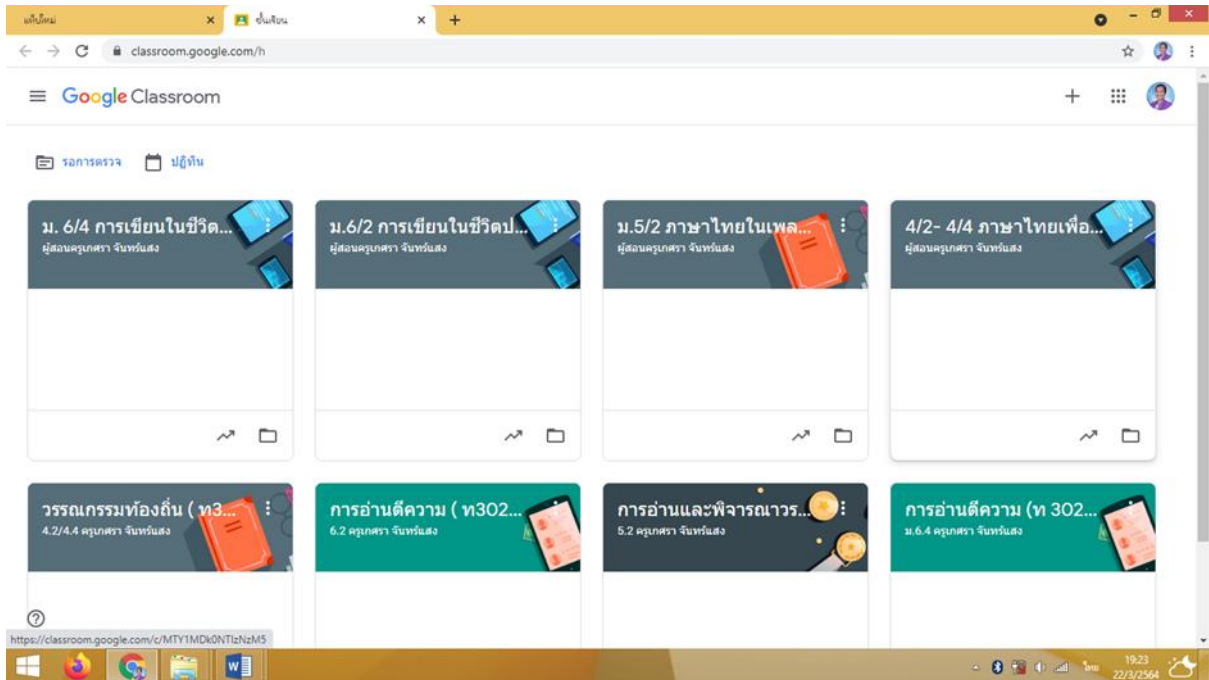 แท็บใหม่
ชั้นเรียน
classroom.google.com/h
Google Classroom
รอการตรวจ
ปฏิทิน
ม. 6/4 การเขียนในชีวิต...
ผู้สอนครูเกศรา จันทร์แสง
ม.6/2 การเขียนในชีวิตป...
ผู้สอนครูเกศรา จันทร์แสง
ม.5/2 ภาษาไทยในเพล...
ผู้สอนครูเกศรา จันทร์แสง
4/2- 4/4 ภาษาไทยเพื่อ...
ผู้สอนครูเกศรา จันทร์แสง
วรรณกรรมท้องถิ่น ( ท3...
4.2/4.4 ครูเกศรา จันทร์แสง
การอ่านตีความ ( ท302...
6.2 ครูเกศรา จันทร์แสง
การอ่านและพิจารณาวร...
5.2 ครูเกศรา จันทร์แสง
การอ่านตีความ (ท 302...
ม.6.4 ครูเกศรา จันทร์แสง
https://classroom.google.com/c/MTY1MDk0NTIzNzM5
ไทย
19:23
22/3/2564